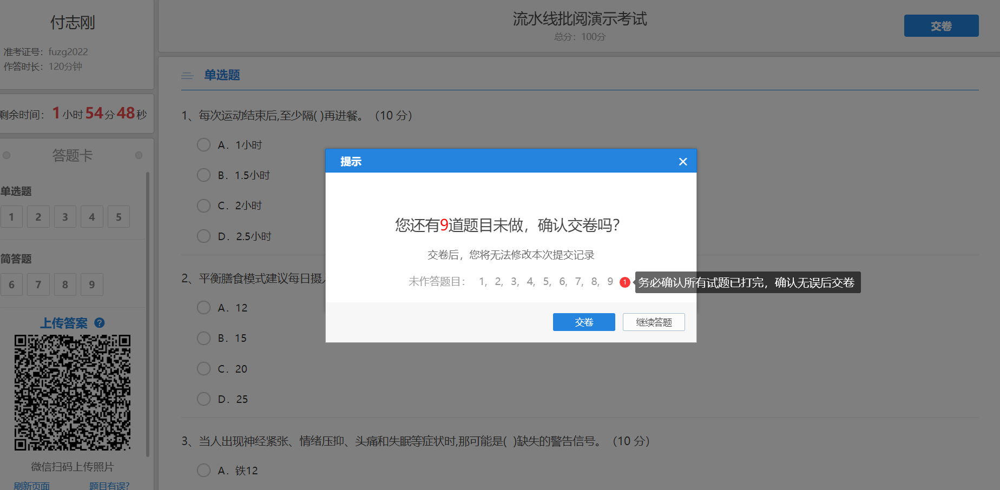 付志刚
准考证号：fuzg2022
作答时长：120分钟
剩余时间：1小时54分48秒
答题卡
单选题
1 2 3 4 5
简答题
6 7 8 9
上传答案 ?
微信扫码上传照片
刷新页面 题目有误?
流水线批阅演示考试
总分：100分
交卷
单选题
1、每次运动结束后,至少隔( )再进餐。（10 分）
A. 1小时
B. 1.5小时
C. 2小时
D. 2.5小时
2、平衡膳食模式建议每日摄
A. 12
B. 15
C. 20
D. 25
3、当人出现神经紧张、情绪压抑、头痛和失眠等症状时,那可能是( )缺失的警告信号。（10 分）
A. 铁12
提示
您还有9道题目未做，确认交卷吗？
交卷后，您将无法修改本次提交记录
未作答题目： 1, 2, 3, 4, 5, 6, 7, 8, 9
1 务必确认所有试题已打完，确认无误后交卷
交卷 继续答题